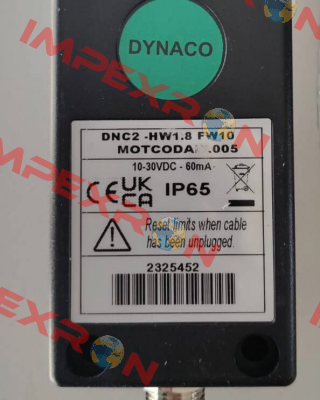 DYNACO
DNC2 -HW1.8 FW10
10-30VDC - 60mA
CE UK CA IP65
Reset limits when cable
has been unplugged
2325452
IMPEXRON